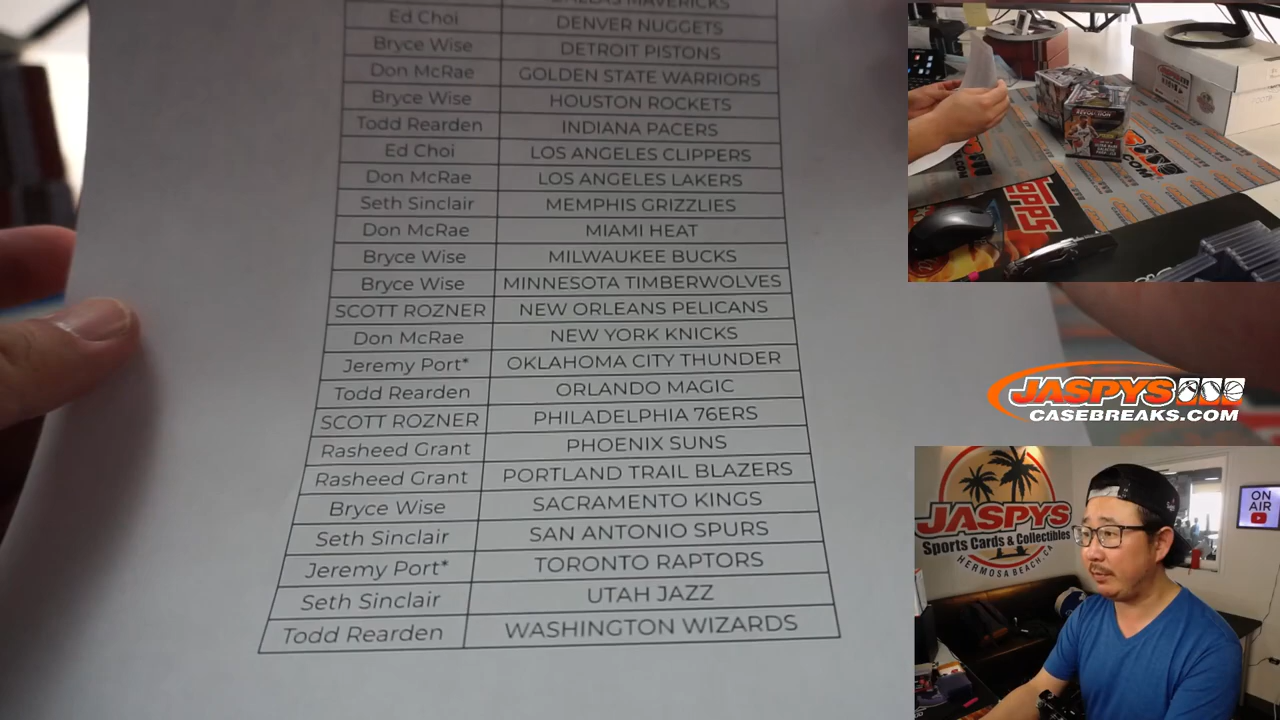 DALLAS MAVERICKS
Ed Choi DENVER NUGGETS
Bryce Wise DETROIT PISTONS
Don McRae GOLDEN STATE WARRIORS
Bryce Wise HOUSTON ROCKETS
Todd Rearden INDIANA PACERS
Ed Choi LOS ANGELES CLIPPERS
Don McRae LOS ANGELES LAKERS
Seth Sinclair MEMPHIS GRIZZLIES
Don McRae MIAMI HEAT
Bryce Wise MILWAUKEE BUCKS
Bryce Wise MINNESOTA TIMBERWOLVES
SCOTT ROZNER NEW ORLEANS PELICANS
Don McRae NEW YORK KNICKS
Jeremy Port* OKLAHOMA CITY THUNDER
Todd Rearden ORLANDO MAGIC
SCOTT ROZNER PHILADELPHIA 76ERS
Rasheed Grant PHOENIX SUNS
Rasheed Grant PORTLAND TRAIL BLAZERS
Bryce Wise SACRAMENTO KINGS
Seth Sinclair SAN ANTONIO SPURS
Jeremy Port* TORONTO RAPTORS
Seth Sinclair UTAH JAZZ
Todd Rearden WASHINGTON WIZARDS
REVOLUTION
.COM
TOPPS
JASPYS
CASEBREAKS.COM
JASPYS
Sports Cards & Collectibles
HERMOSA BEACH, CA
ON
AIR